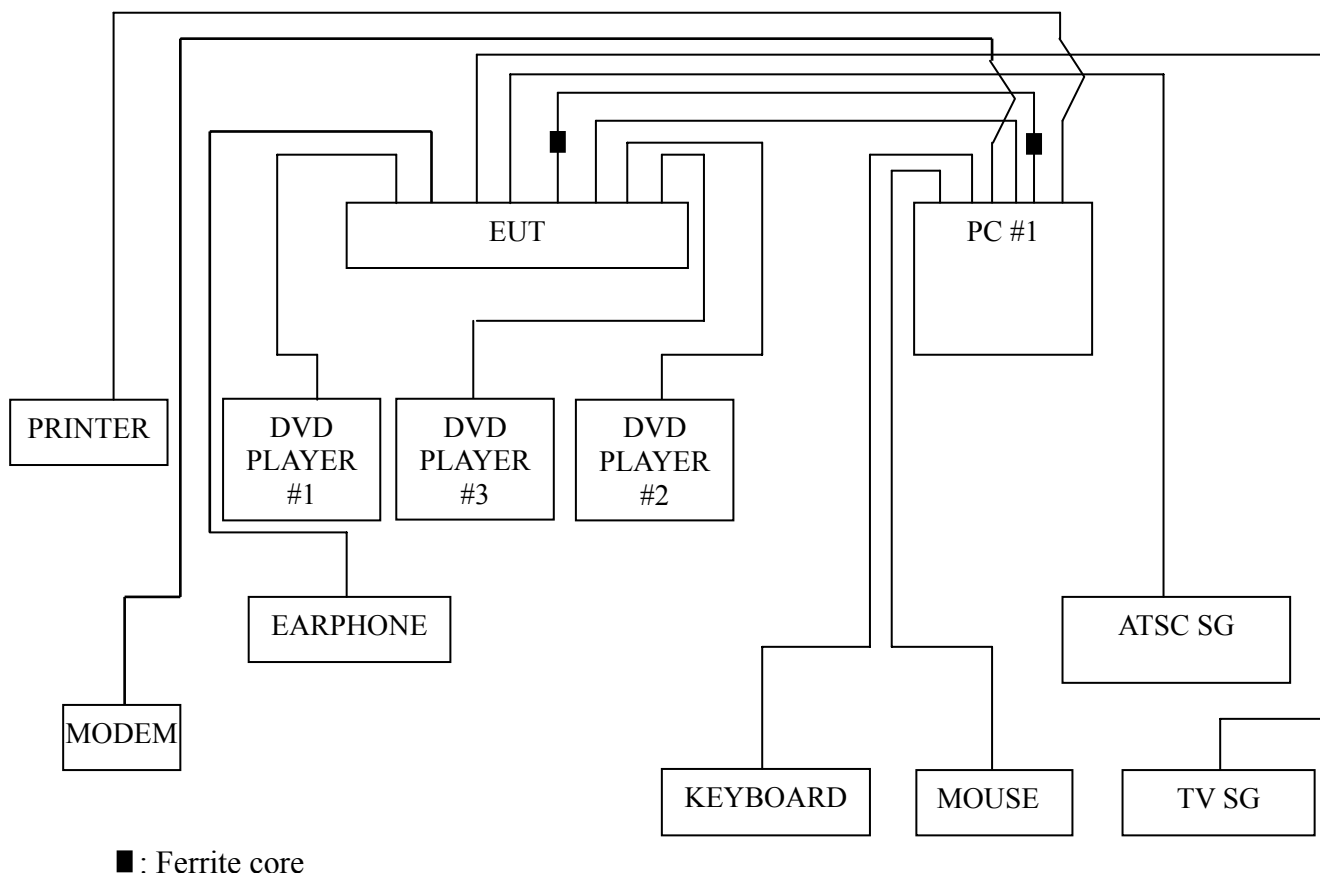 EUT
PC #1
PRINTER
DVD
PLAYER
#1
DVD
PLAYER
#3
DVD
PLAYER
#2
EARPHONE
ATSC SG
MODEM
KEYBOARD
MOUSE
TV SG
: Ferrite core